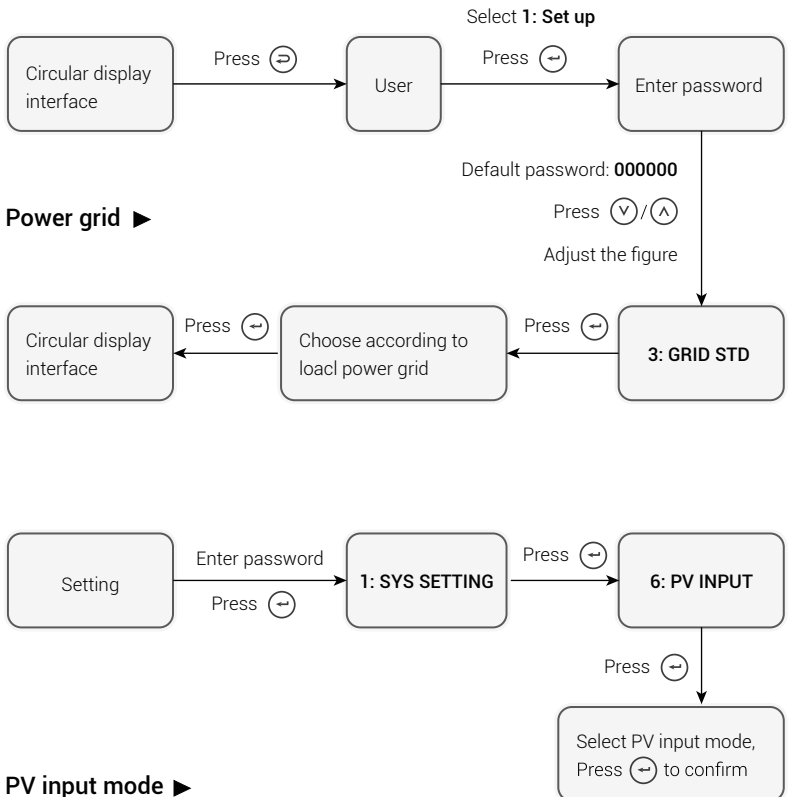 Select 1: Set up
Circular display
interface
Press
User
Press
Enter password
Default password: 000000
Press /
Adjust the figure
Power grid
Circular display
interface
Press
Choose according to
loacl power grid
Press
3: GRID STD
Setting
Enter password
Press
1: SYS SETTING
Press
6: PV INPUT
Press
Select PV input mode,
Press to confirm
PV input mode